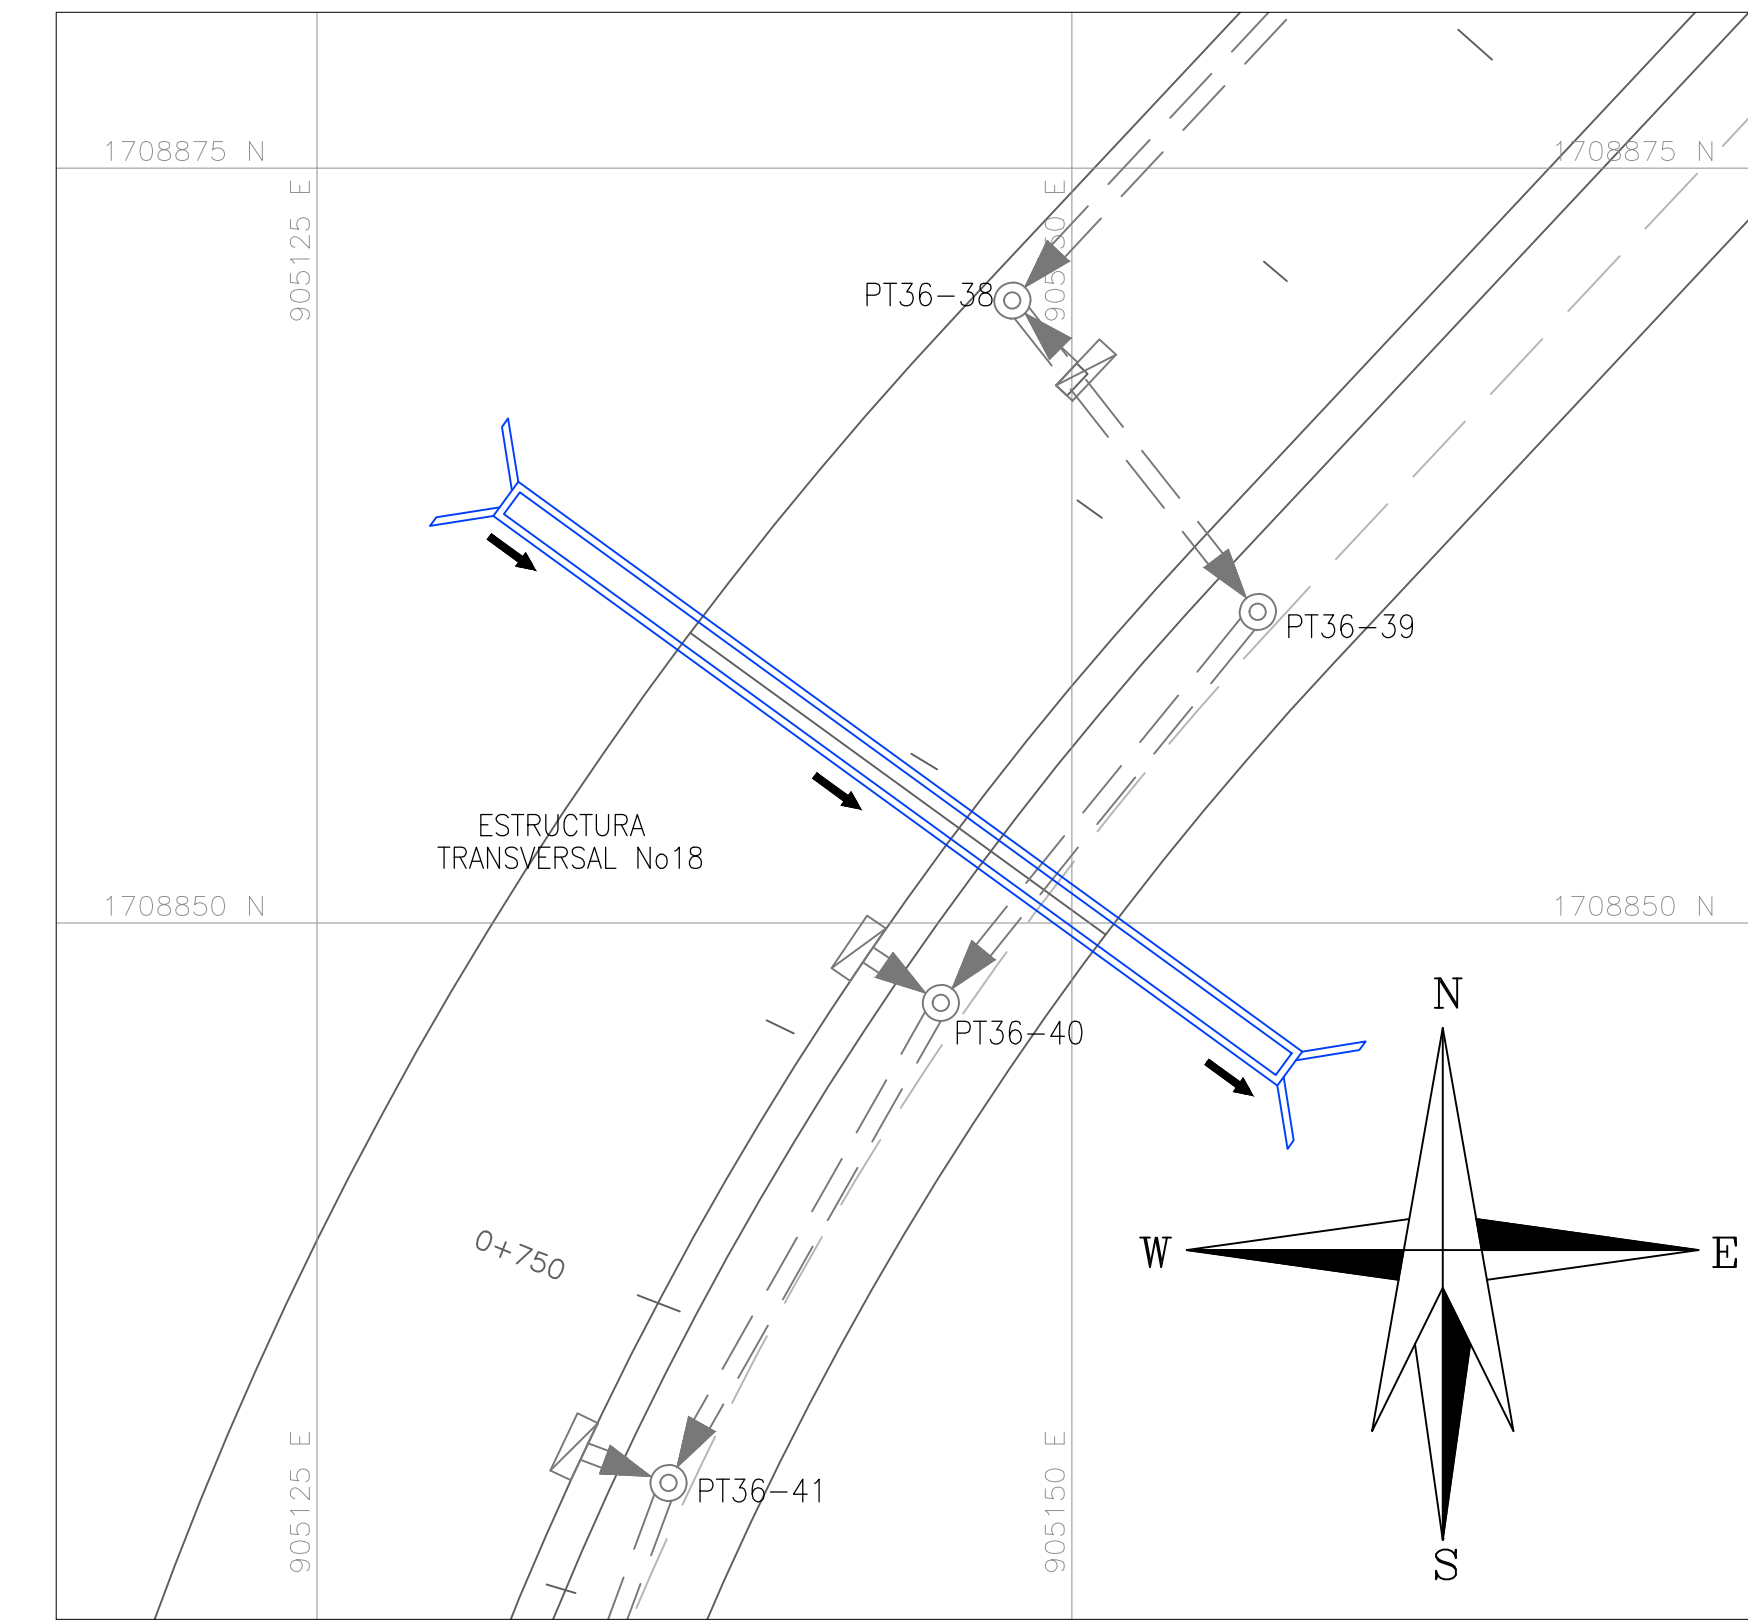 1708875 N
1708875 N
905125 E
905150 E
PT36-38
PT36-39
ESTRUCTURA
TRANSVERSAL No18
1708850 N
1708850 N
PT36-40
N
W
E
S
0+750
905125 E
905150 E
PT36-41